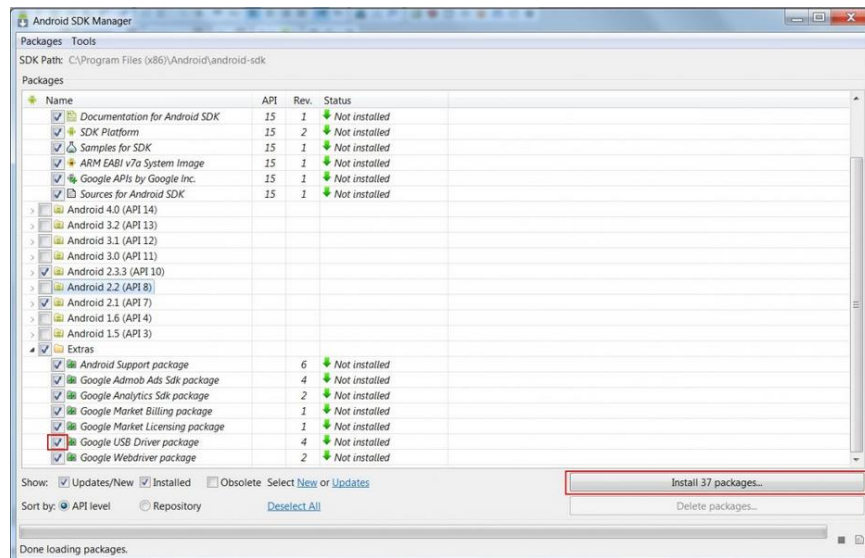 Android SDK Manager
Packages Tools
SDK Path: C:\Program Files (x86)\Android\android-sdk
Packages
Name API Rev. Status
Documentation for Android SDK 15 1 Not installed
SDK Platform 15 2 Not installed
Samples for SDK 15 1 Not installed
ARM EABI v7a System Image 15 1 Not installed
Google APIs by Google Inc. 15 1 Not installed
Sources for Android SDK 15 1 Not installed
Android 4.0 (API 14)
Android 3.2 (API 13)
Android 3.1 (API 12)
Android 3.0 (API 11)
Android 2.3.3 (API 10)
Android 2.2 (API 8)
Android 2.1 (API 7)
Android 1.6 (API 4)
Android 1.5 (API 3)
Extras
Android Support package 6 Not installed
Google Admob Ads Sdk package 4 Not installed
Google Analytics Sdk package 2 Not installed
Google Market Billing package 1 Not installed
Google Market Licensing package 1 Not installed
Google USB Driver package 4 Not installed
Google Webdriver package 2 Not installed
Show: Updates/New Installed Obsolete Select New or Updates Install 37 packages...
Sort by: API level Repository Deselect All Delete packages...
Done loading packages.